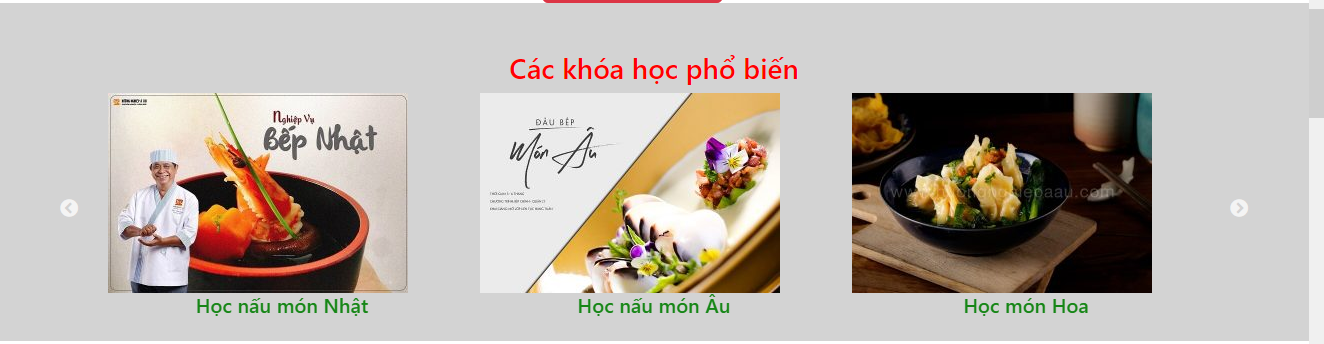 Các khóa học phổ biến
Nghiệp Vụ
Bếp Nhật
ĐẦU BẾP
Món Âu
Học nấu món Nhật
Học nấu món Âu
Học món Hoa